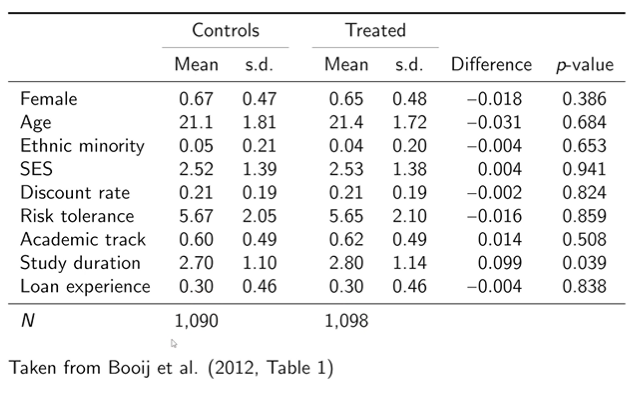 Controls Treated
Mean s.d. Mean s.d. Difference p-value
Female 0.67 0.47 0.65 0.48 −0.018 0.386
Age 21.1 1.81 21.4 1.72 −0.031 0.684
Ethnic minority 0.05 0.21 0.04 0.20 −0.004 0.653
SES 2.52 1.39 2.53 1.38 0.004 0.941
Discount rate 0.21 0.19 0.21 0.19 −0.002 0.824
Risk tolerance 5.67 2.05 5.65 2.10 −0.016 0.859
Academic track 0.60 0.49 0.62 0.49 0.014 0.508
Study duration 2.70 1.10 2.80 1.14 0.099 0.039
Loan experience 0.30 0.46 0.30 0.46 −0.004 0.838
N 1,090 1,098
Taken from Booij et al. (2012, Table 1)